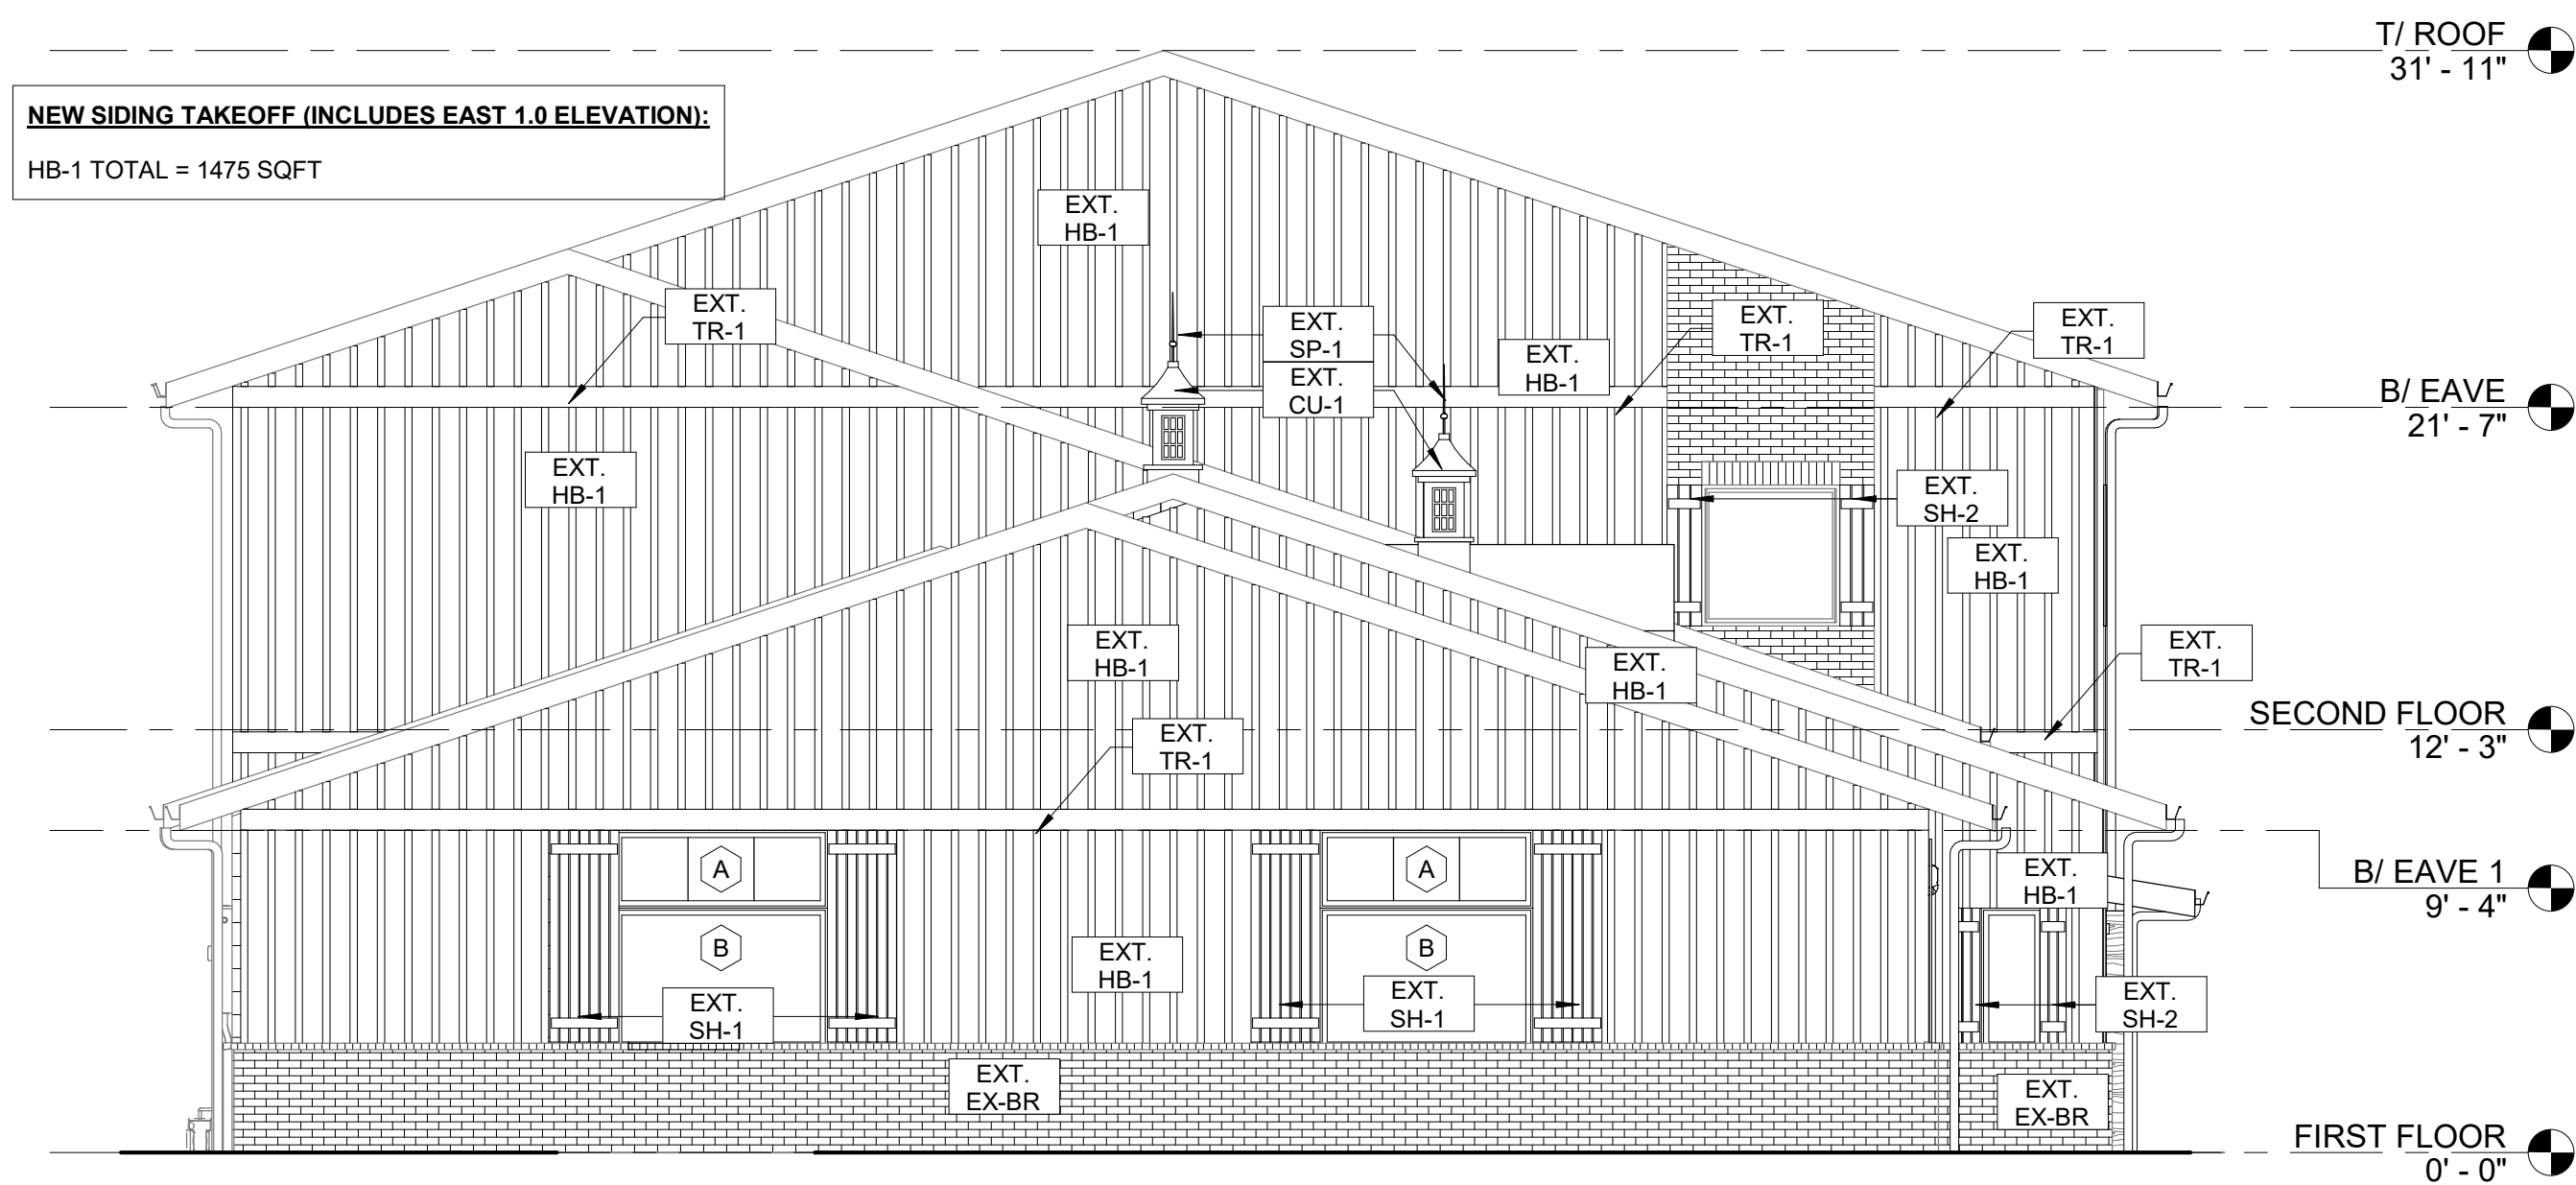 T/ ROOF
31' - 11"
NEW SIDING TAKEOFF (INCLUDES EAST 1.0 ELEVATION):
HB-1 TOTAL = 1475 SQFT
EXT.
HB-1
EXT.
TR-1
EXT.
SP-1
EXT.
CU-1
EXT.
HB-1
EXT.
TR-1
EXT.
TR-1
B/ EAVE
21' - 7"
EXT.
HB-1
EXT.
SH-2
EXT.
HB-1
EXT.
HB-1
EXT.
HB-1
EXT.
TR-1
EXT.
TR-1
SECOND FLOOR
12' - 3"
A
A
EXT.
HB-1
B/ EAVE 1
9' - 4"
B
EXT.
HB-1
B
EXT.
SH-1
EXT.
SH-1
EXT.
SH-2
EXT.
EX-BR
EXT.
EX-BR
FIRST FLOOR
0' - 0"